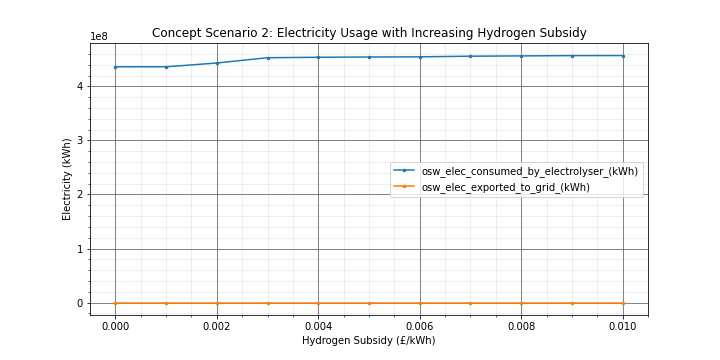 Concept Scenario 2: Electricity Usage with Increasing Hydrogen Subsidy
1e8
4
3
2
1
0
Electricity (kWh)
osw_elec_consumed_by_electrolyser_(kWh)
osw_elec_exported_to_grid_(kWh)
0.000 0.002 0.004 0.006 0.008 0.010
Hydrogen Subsidy (£/kWh)